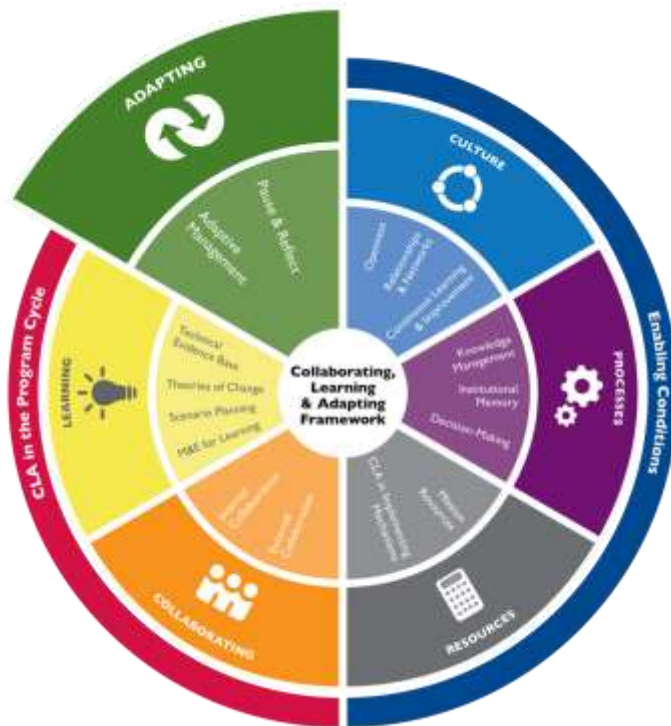 ADAPTING
Pause & Reflect
Adaptive
Management
CULTURE
Openness
Relationships
& Networks
Continuous Learning
& Improvement
PROCESSES
Knowledge
Management
Institutional
Memory
Decision-Making
Enabling Conditions
RESOURCES
Mission
Resources
CLA in Implementing
Mechanisms
COLLABORATING
Internal
Collaboration
External
Collaboration
LEARNING
Technical
Evidence Base
Theories of Change
Scenario Planning
M&E for Learning
CLA in the Program Cycle
Collaborating,
Learning
& Adapting
Framework